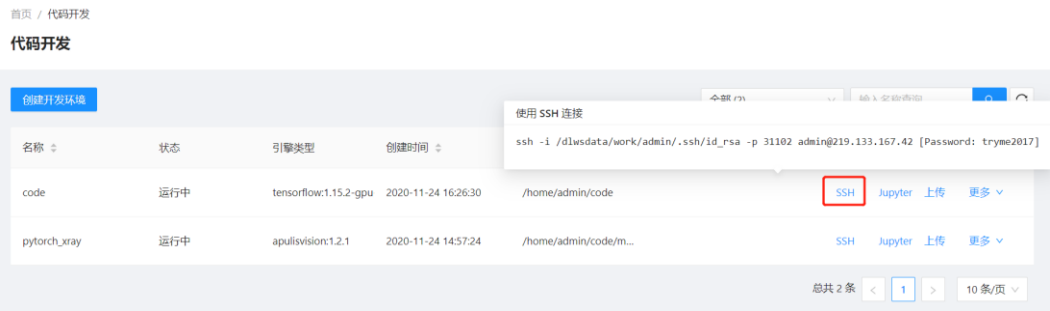 首页 / 代码开发
代码开发
创建开发环境
全部 (2)
输入名称查询
使用 SSH 连接
ssh -i /dlwsdata/work/admin/.ssh/id_rsa -p 31102 admin@219.133.167.42 [Password: tryme2017]
名称 状态 引擎类型 创建时间
code 运行中 tensorflow:1.15.2-gpu 2020-11-24 16:26:30 /home/admin/code SSH Jupyter 上传 更多
pytorch_xray 运行中 apulisvision:1.2.1 2020-11-24 14:57:24 /home/admin/code/m... SSH Jupyter 上传 更多
总共 2 条 < 1 > 10 条/页